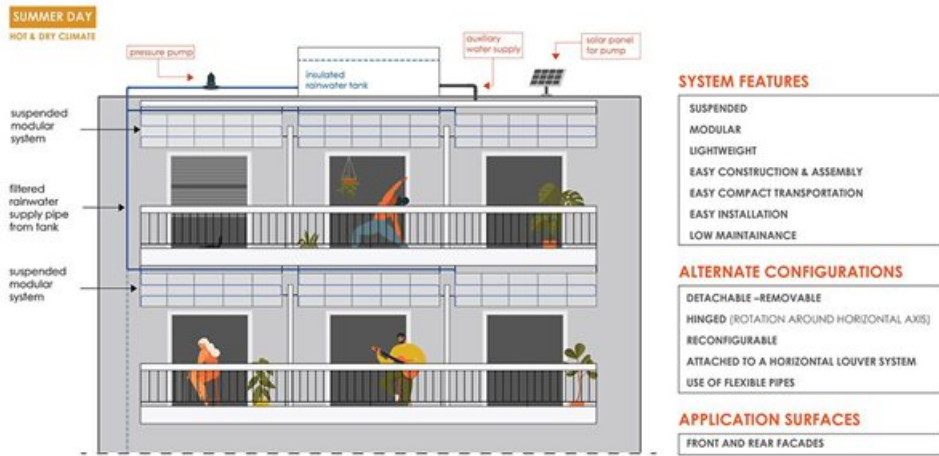 SUMMER DAY
HOT & DRY CLIMATE
pressure pump
insulated
rainwater tank
auxiliary
water supply
solar panel
for pump
suspended
modular
system
filtered
rainwater
supply pipe
from tank
suspended
modular
system
SYSTEM FEATURES
SUSPENDED
MODULAR
LIGHTWEIGHT
EASY CONSTRUCTION & ASSEMBLY
EASY COMPACT TRANSPORTATION
EASY INSTALLATION
LOW MAINTAINANCE
ALTERNATE CONFIGURATIONS
DETACHABLE –REMOVABLE
HINGED (ROTATION AROUND HORIZONTAL AXIS)
RECONFIGURABLE
ATTACHED TO A HORIZONTAL LOUVER SYSTEM
USE OF FLEXIBLE PIPES
APPLICATION SURFACES
FRONT AND REAR FACADES